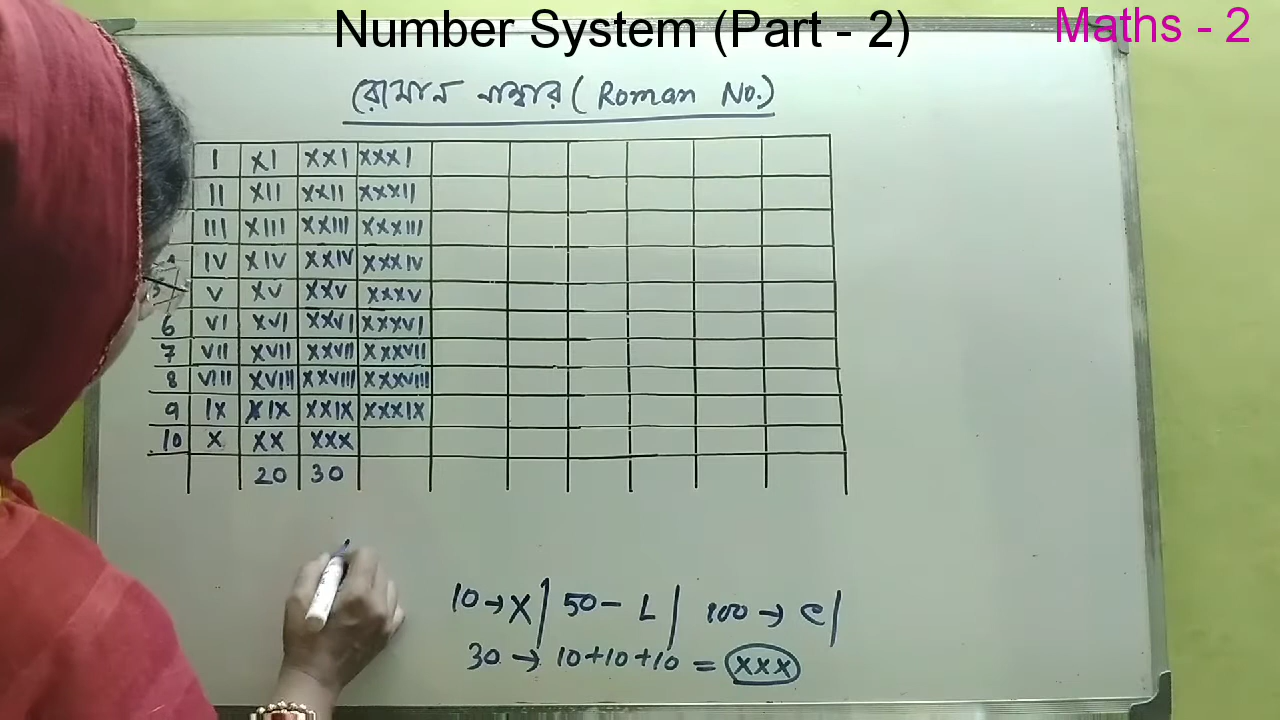 Number System (Part - 2)
Maths - 2
রোমান নাম্বার ( Roman No.)
I XI XXI XXXI
II XII XXII XXXII
III XIII XXIII XXXIII
IV XIV XXIV XXXIV
5 V XV XXV XXXV
6 VI XVI XXVI XXXVI
7 VII XVII XXVII XXXVII
8 VIII XVIII XXVIII XXXVIII
9 IX XIX XXIX XXXIX
10 X XX XXX
20 30
10 → X | 50 – L | 100 → C |
30 → 10+10+10 = XXX